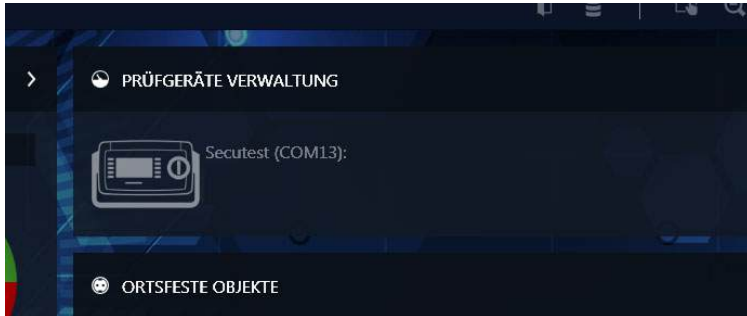 PRÜFGERÄTE VERWALTUNG
Secutest (COM13):
ORTSFESTE OBJEKTE